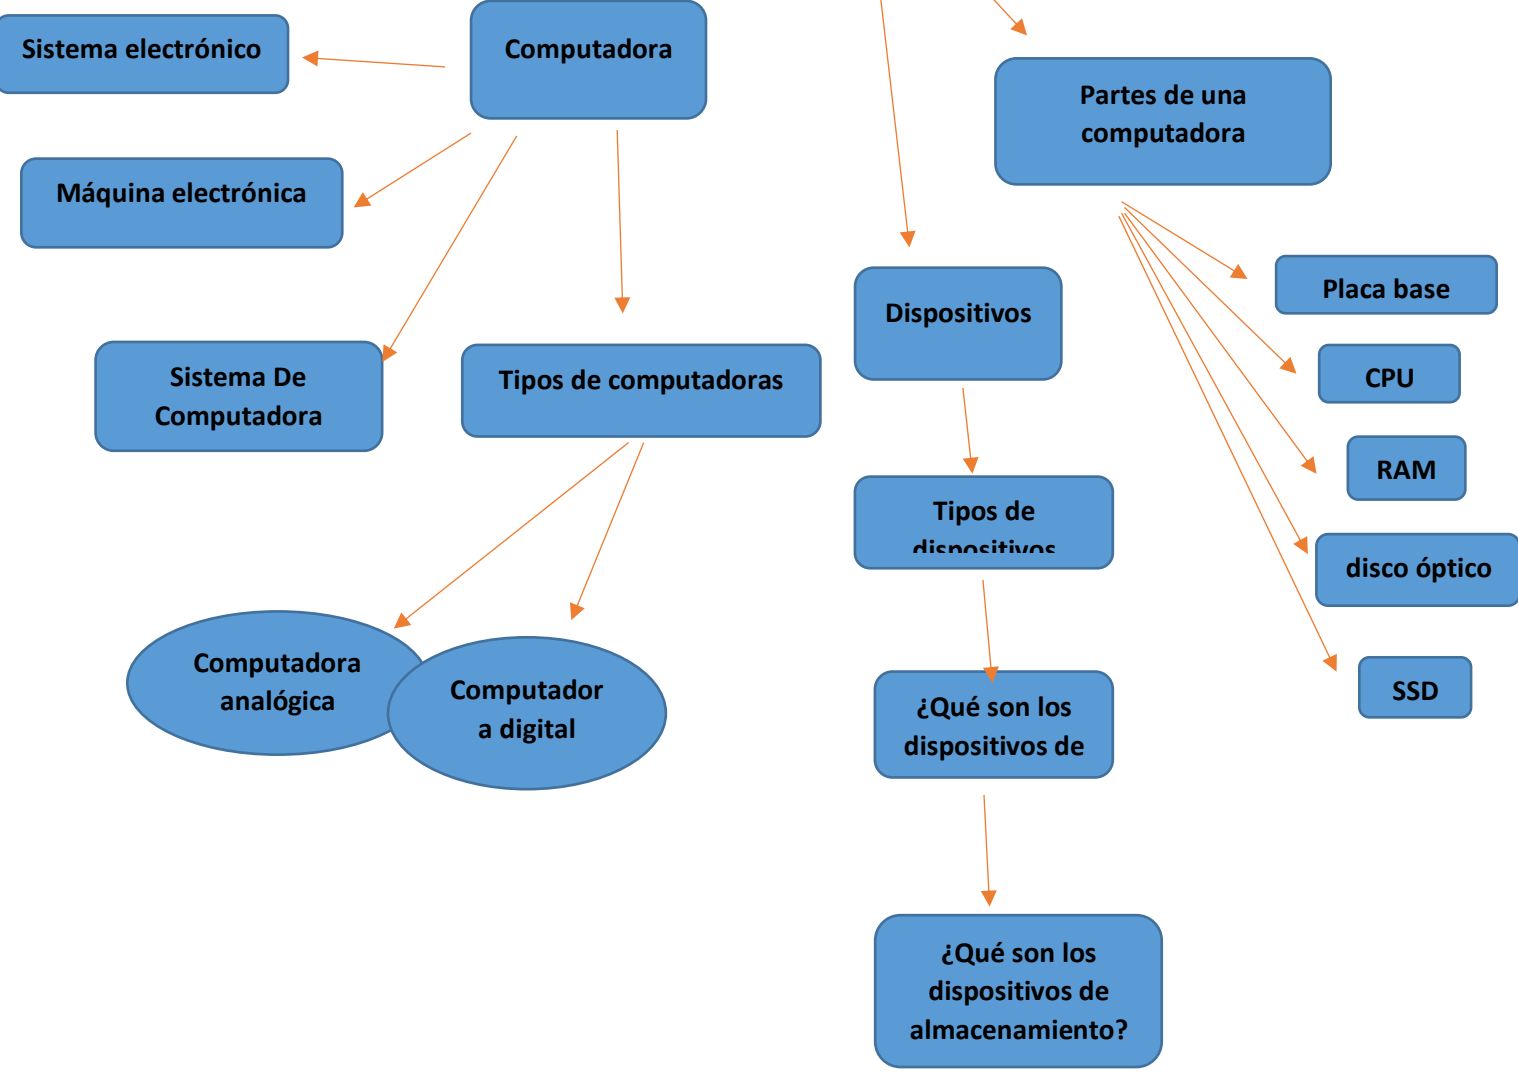 Sistema electrónico
Computadora
Máquina electrónica
Sistema De
Computadora
Tipos de computadoras
Computadora
analógica
Computador
a digital
Partes de una
computadora
Dispositivos
Tipos de
dispositivos
¿Qué son los
dispositivos de
¿Qué son los
dispositivos de
almacenamiento?
Placa base
CPU
RAM
disco óptico
SSD